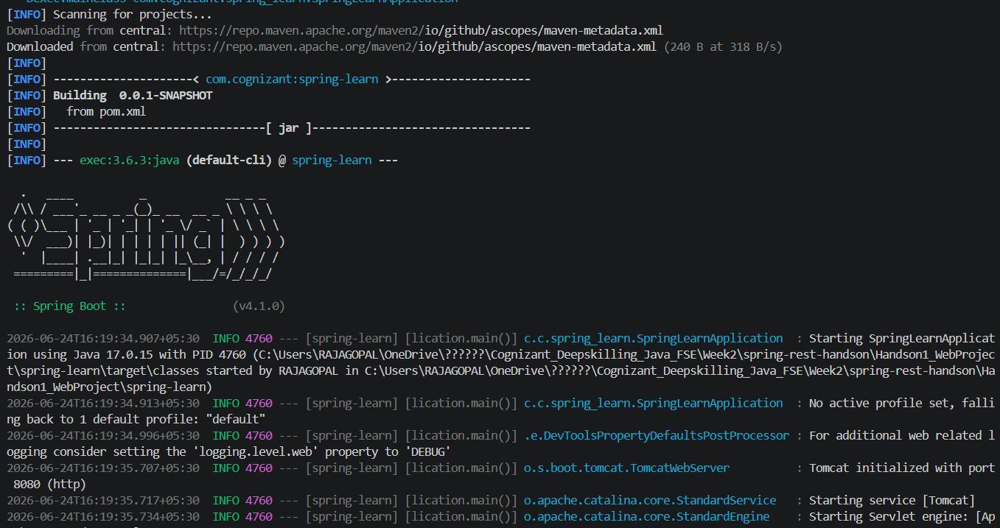 Dexec.mainClass=com.cognizant.spring_learn.SpringLearnApplication
[INFO] Scanning for projects...
Downloading from central: https://repo.maven.apache.org/maven2/io/github/ascopes/maven-metadata.xml
Downloaded from central: https://repo.maven.apache.org/maven2/io/github/ascopes/maven-metadata.xml (240 B at 318 B/s)
[INFO]
[INFO] ---------------------< com.cognizant:spring-learn >---------------------
[INFO] Building  0.0.1-SNAPSHOT
[INFO]   from pom.xml
[INFO] --------------------------------[ jar ]---------------------------------
[INFO]
[INFO] --- exec:3.6.3:java (default-cli) @ spring-learn ---
  .   ____          _            __ _ _
 /\\ / ___'_ __ _ _(_)_ __  __ _ \ \ \ \
( ( )\___ | '_ | '_| | '_ \/ _` | \ \ \ \
 \\/  ___)| |_)| | | | | || (_| |  ) ) ) )
  '  |____| .__|_| |_|_| |_\__, | / / / /
 =========|_|==============|___/=/_/_/_/
 :: Spring Boot ::                (v4.1.0)
2026-06-24T16:19:34.907+05:30  INFO 4760 --- [spring-learn] [lication.main()] c.c.spring_learn.SpringLearnApplication  : Starting SpringLearnApplicat
ion using Java 17.0.15 with PID 4760 (C:\Users\RAJAGOPAL\OneDrive\??????\Cognizant_Deepskilling_Java_FSE\Week2\spring-rest-handson\Handson1_WebProjec
t\spring-learn\target\classes started by RAJAGOPAL in C:\Users\RAJAGOPAL\OneDrive\??????\Cognizant_Deepskilling_Java_FSE\Week2\spring-rest-handson\Ha
ndson1_WebProject\spring-learn)
2026-06-24T16:19:34.913+05:30  INFO 4760 --- [spring-learn] [lication.main()] c.c.spring_learn.SpringLearnApplication  : No active profile set, falli
ng back to 1 default profile: "default"
2026-06-24T16:19:34.996+05:30  INFO 4760 --- [spring-learn] [lication.main()] .e.DevToolsPropertyDefaultsPostProcessor : For additional web related l
ogging consider setting the 'logging.level.web' property to 'DEBUG'
2026-06-24T16:19:35.707+05:30  INFO 4760 --- [spring-learn] [lication.main()] o.s.boot.tomcat.TomcatWebServer          : Tomcat initialized with port
 8080 (http)
2026-06-24T16:19:35.717+05:30  INFO 4760 --- [spring-learn] [lication.main()] o.apache.catalina.core.StandardService   : Starting service [Tomcat]
2026-06-24T16:19:35.734+05:30  INFO 4760 --- [spring-learn] [lication.main()] o.apache.catalina.core.StandardEngine    : Starting Servlet engine: [Ap